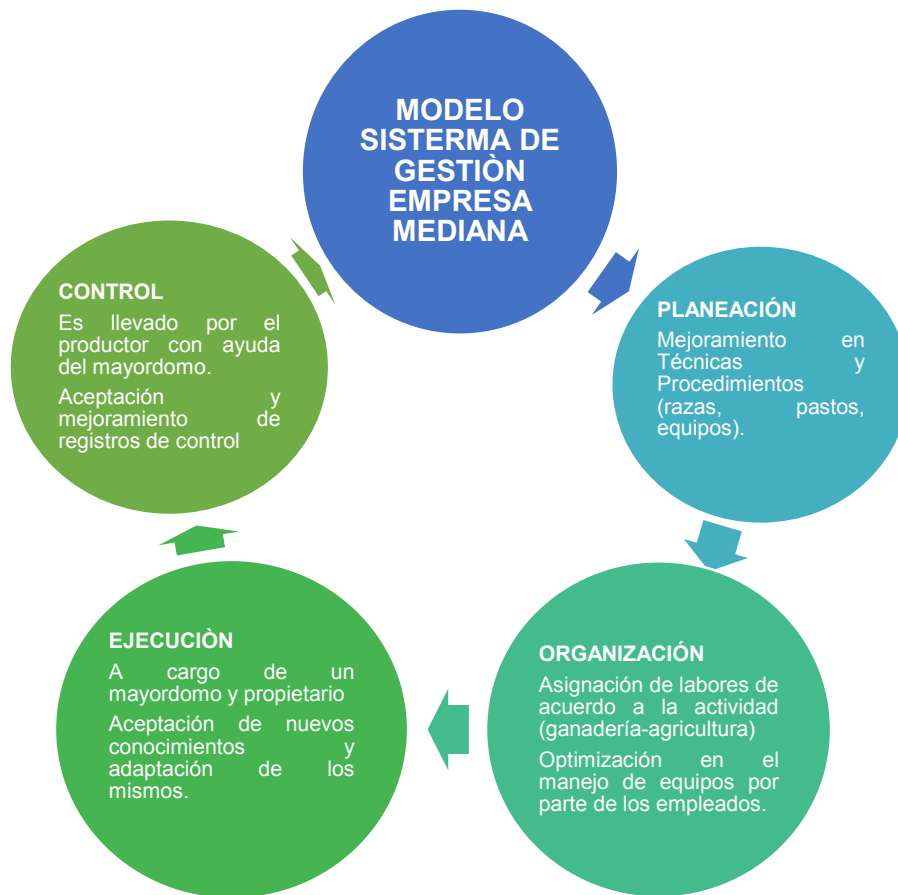 MODELO
SISTERMA DE
GESTIÒN
EMPRESA
MEDIANA
PLANEACIÓN
Mejoramiento en
Técnicas y
Procedimientos
(razas, pastos,
equipos).
ORGANIZACIÓN
Asignación de labores de
acuerdo a la actividad
(ganadería-agricultura)
Optimización en el
manejo de equipos por
parte de los empleados.
EJECUCIÒN
A cargo de un
mayordomo y propietario
Aceptación de nuevos
conocimientos y
adaptación de los
mismos.
CONTROL
Es llevado por el
productor con ayuda
del mayordomo.
Aceptación y
mejoramiento de
registros de control